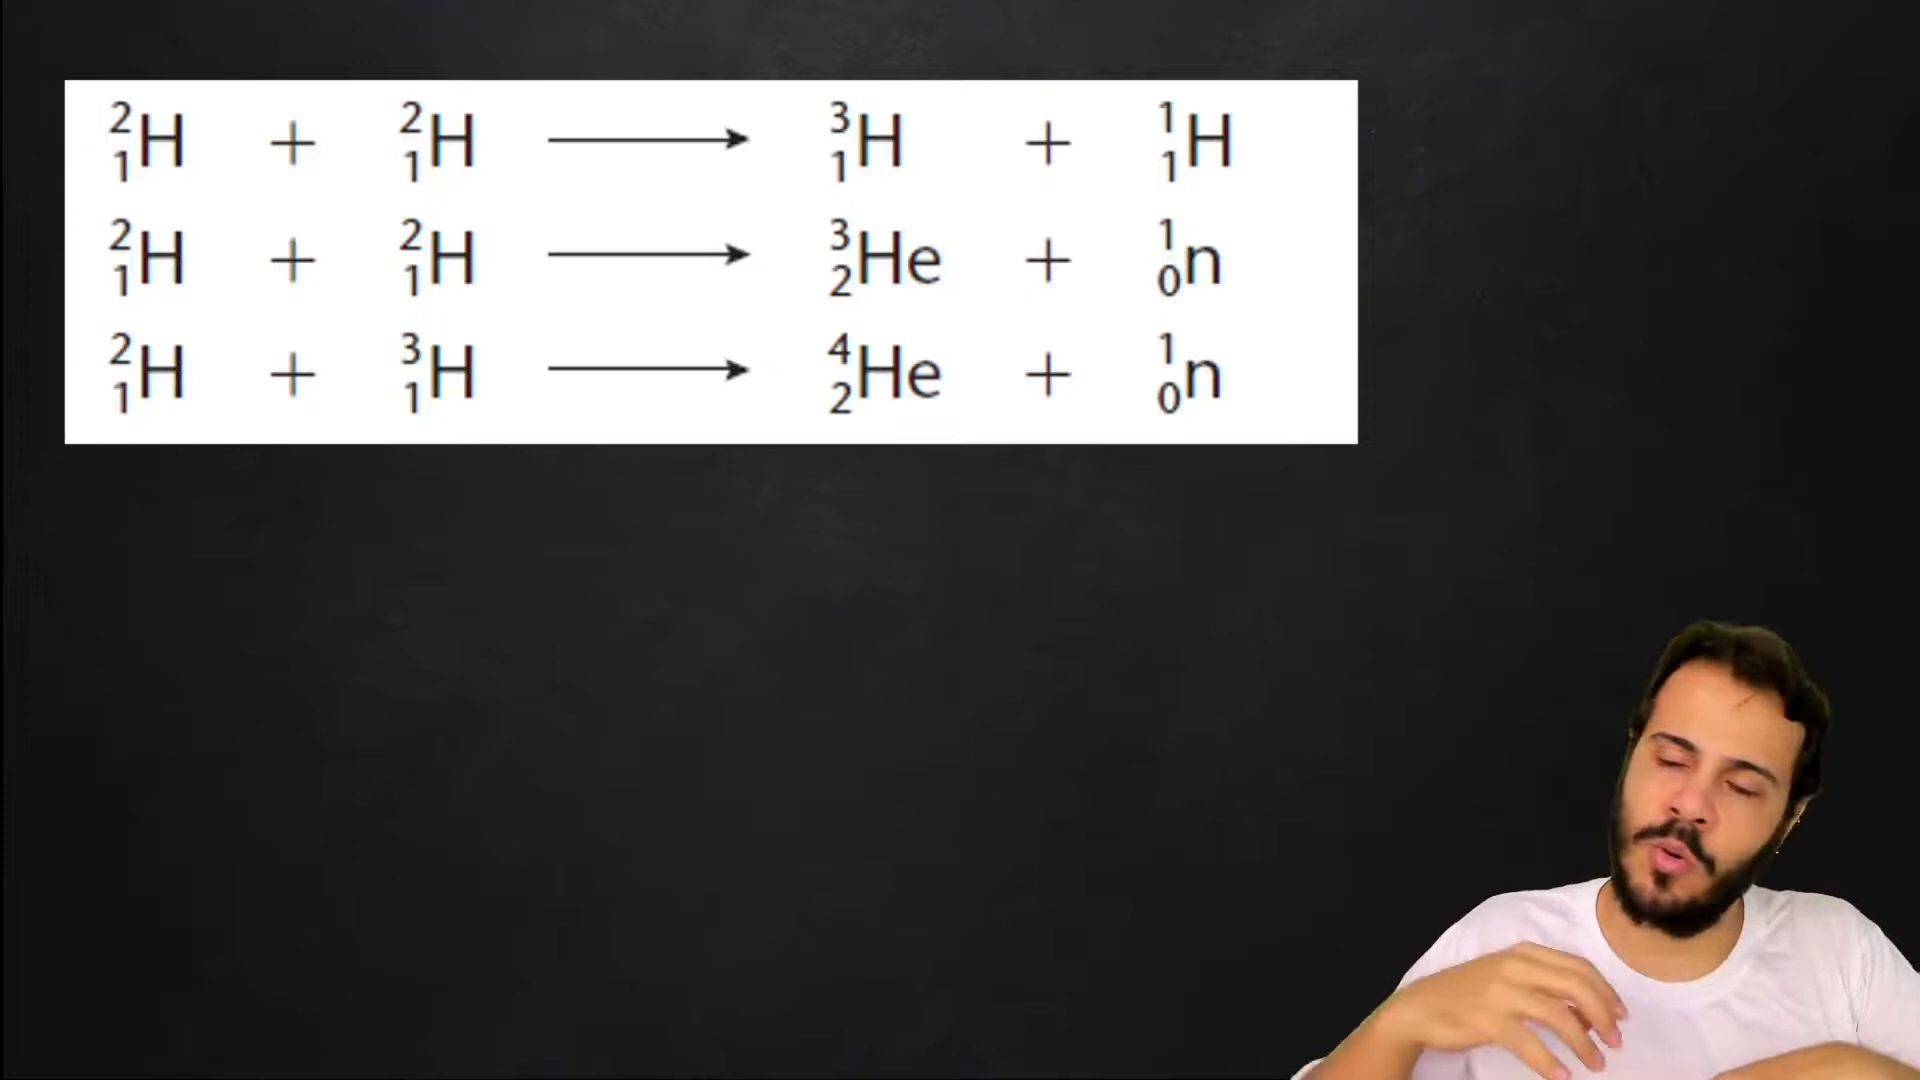 ²₁H + ²₁H ⟶ ³₁H + ¹₁H
²₁H + ²₁H ⟶ ³₂He + ¹₀n
²₁H + ³₁H ⟶ ⁴₂He + ¹₀n